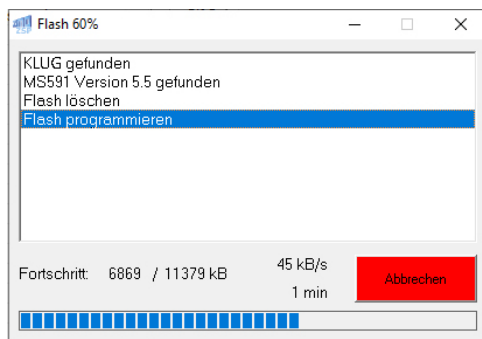 Flash 60%
KLUG gefunden
MS591 Version 5.5 gefunden
Flash löschen
Flash programmieren
Fortschritt: 6869 / 11379 kB
45 kB/s
1 min
Abbrechen